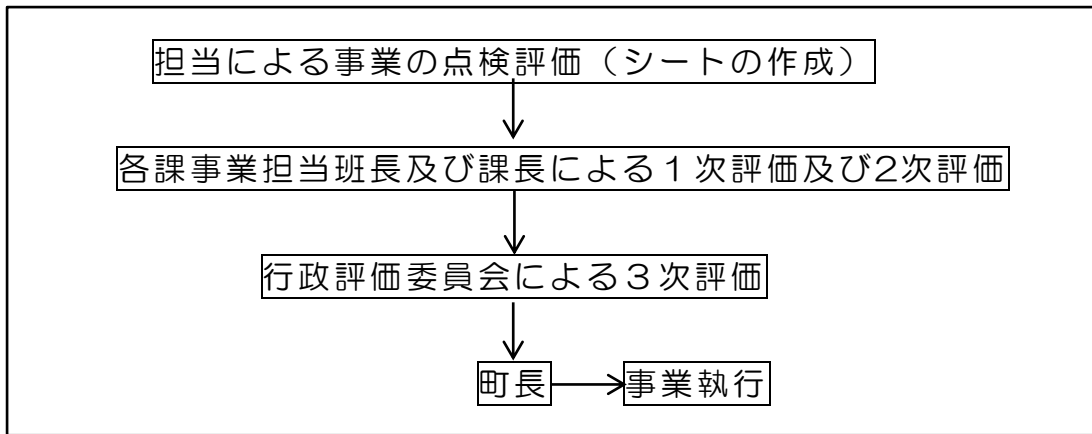 担当による事業の点検評価（シートの作成）
各課事業担当班長及び課長による１次評価及び2次評価
行政評価委員会による３次評価
町長
事業執行